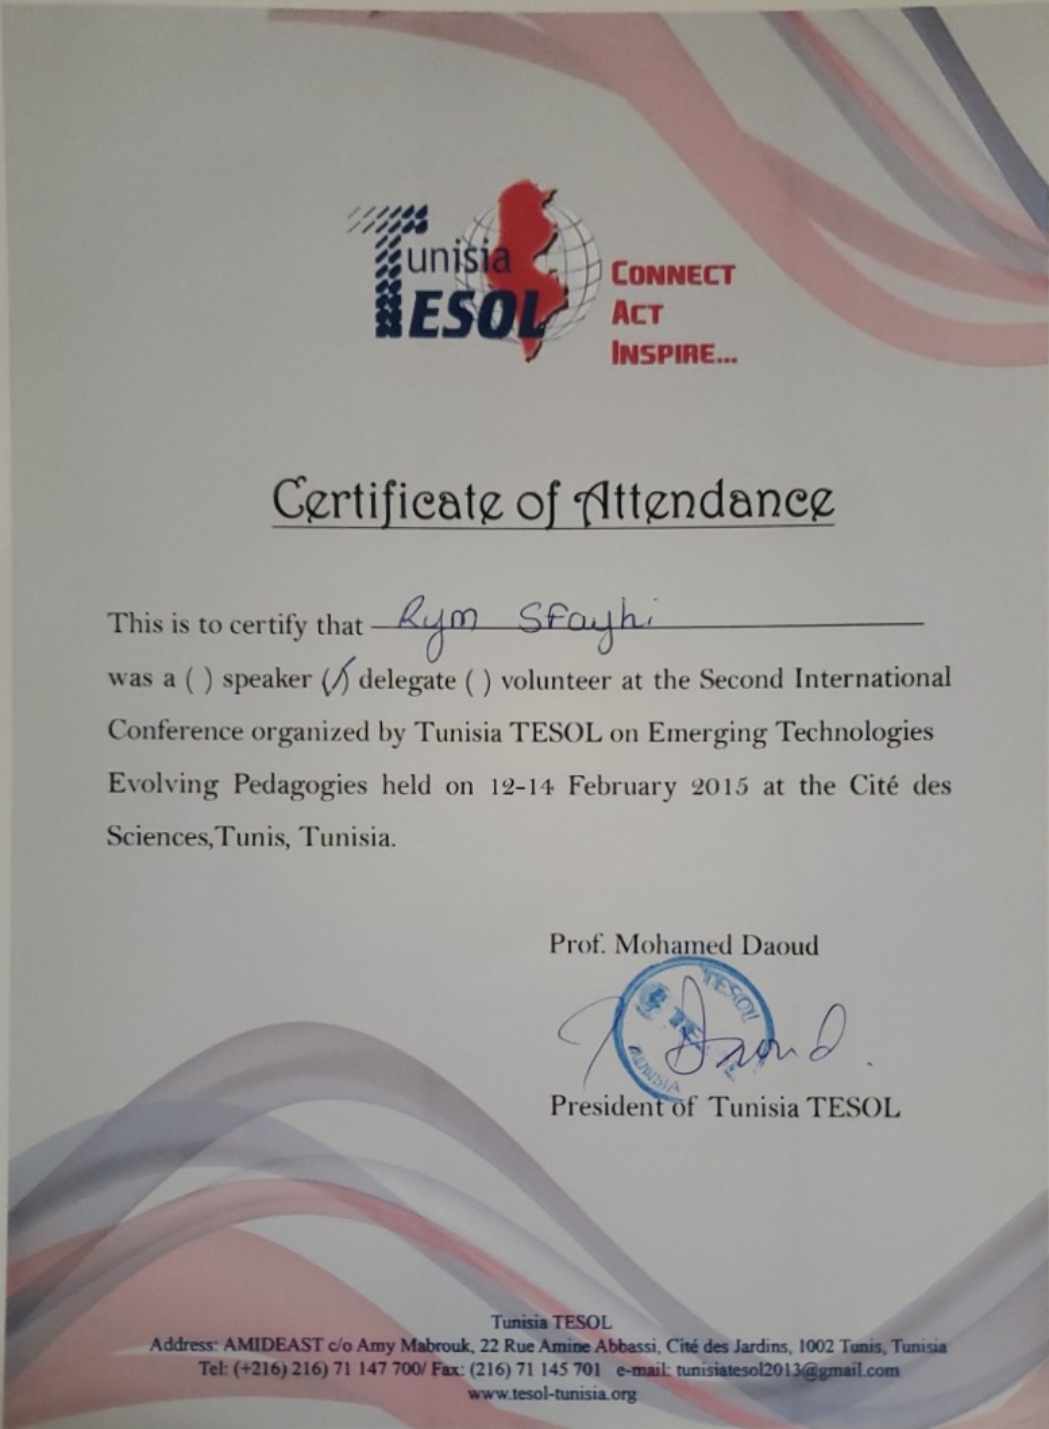 Tunisia
TESOL
CONNECT
ACT
INSPIRE...
Certificate of Attendance
This is to certify that Rym Sfayhi
was a ( ) speaker (/) delegate ( ) volunteer at the Second International
Conference organized by Tunisia TESOL on Emerging Technologies
Evolving Pedagogies held on 12-14 February 2015 at the Cité des
Sciences,Tunis, Tunisia.
Prof. Mohamed Daoud
TESOL
TUNISIA
President of Tunisia TESOL
Tunisia TESOL
Address: AMIDEAST c/o Amy Mabrouk, 22 Rue Amine Abbassi, Cité des Jardins, 1002 Tunis, Tunisia
Tel: (+216) 216) 71 147 700/ Fax: (216) 71 145 701 e-mail: tunisiatesol2013@gmail.com
www.tesol-tunisia.org